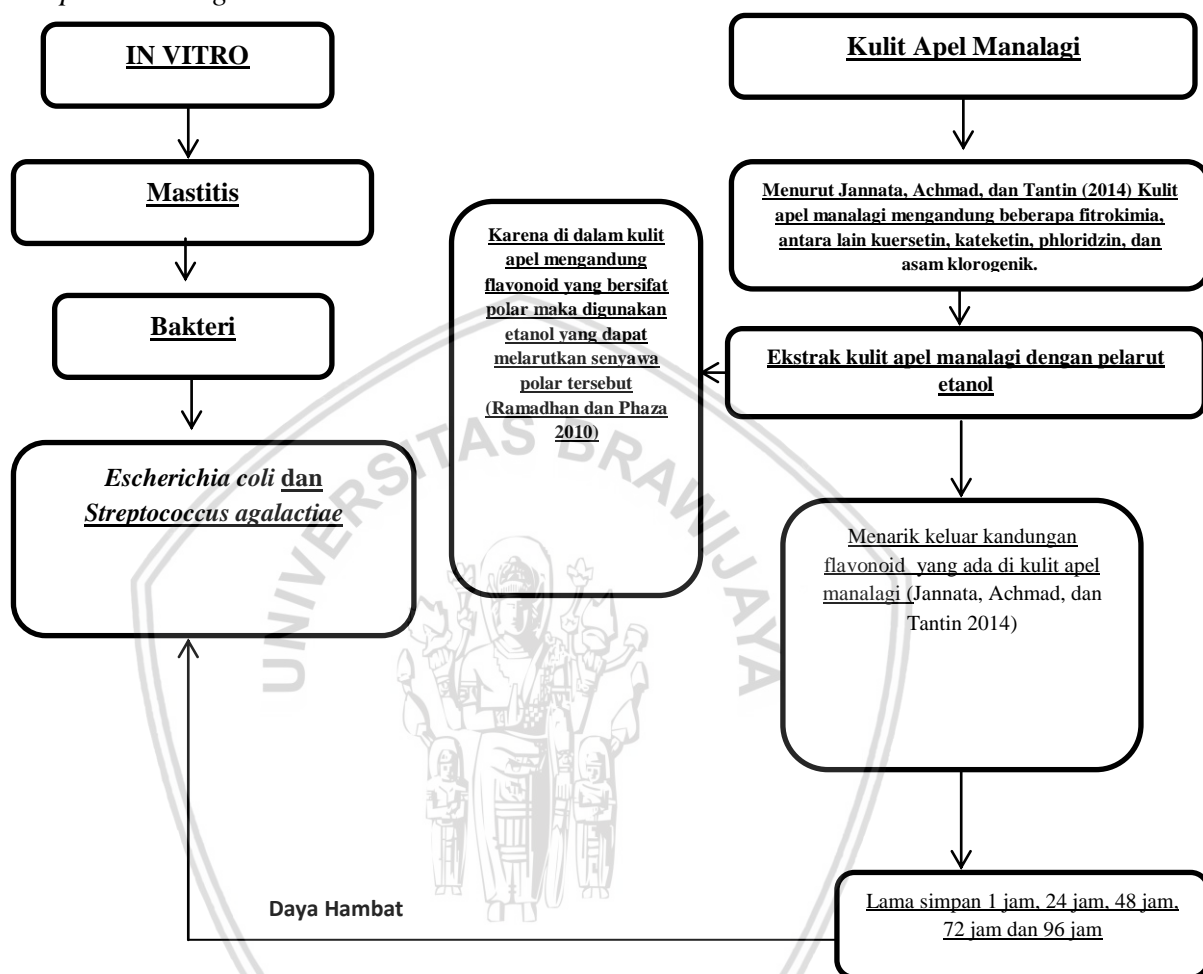 IN VITRO
Mastitis
Bakteri
Escherichia coli dan
Streptococcus agalactiae
Kulit Apel Manalagi
Menurut Jannata, Achmad, dan Tantin (2014) Kulit
apel manalagi mengandung beberapa fitrokimia,
antara lain kuersetin, kateketin, phloridzin, dan
asam klorogenik.
Ekstrak kulit apel manalagi dengan pelarut
etanol
Karena di dalam kulit
apel mengandung
flavonoid yang bersifat
polar maka digunakan
etanol yang dapat
melarutkan senyawa
polar tersebut
(Ramadhan dan Phaza
2010)
Menarik keluar kandungan
flavonoid yang ada di kulit apel
manalagi (Jannata, Achmad, dan
Tantin 2014)
Lama simpan 1 jam, 24 jam, 48 jam,
72 jam dan 96 jam
Daya Hambat
UNIVERSITAS BRAWIJAYA